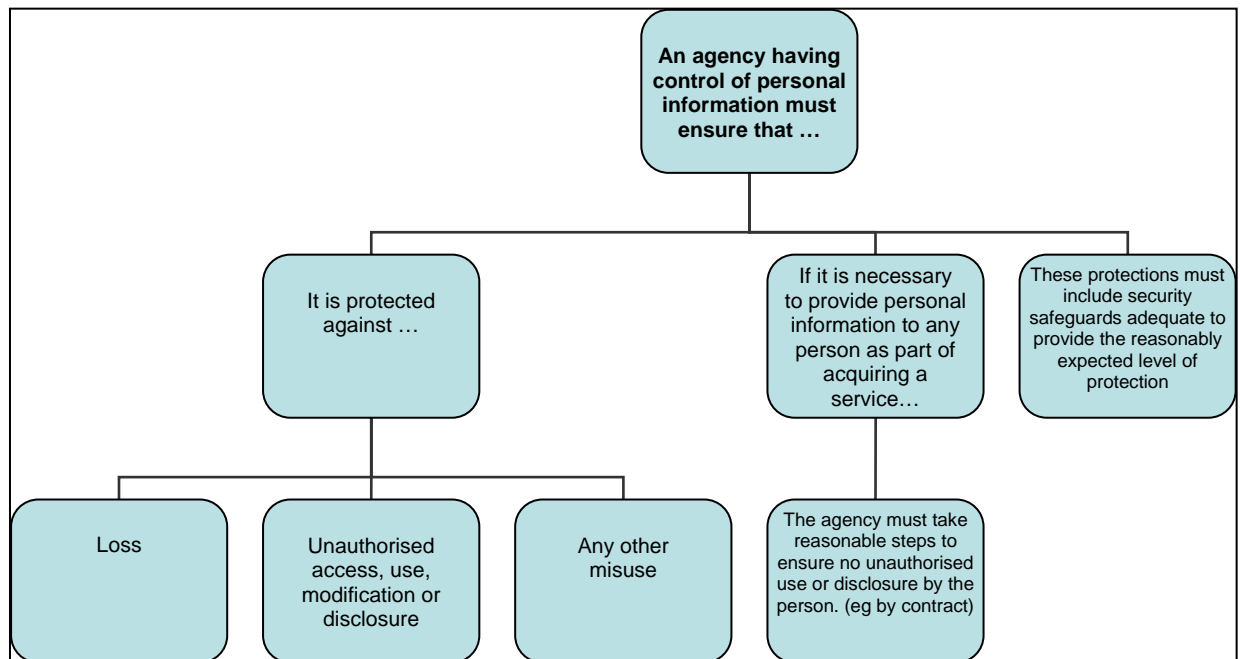 An agency having
control of personal
information must
ensure that …
It is protected
against …
If it is necessary
to provide personal
information to any
person as part of
acquiring a
service…
These protections must
include security
safeguards adequate to
provide the reasonably
expected level of
protection
Loss
Unauthorised
access, use,
modification or
disclosure
Any other
misuse
The agency must take
reasonable steps to
ensure no unauthorised
use or disclosure by the
person. (eg by contract)